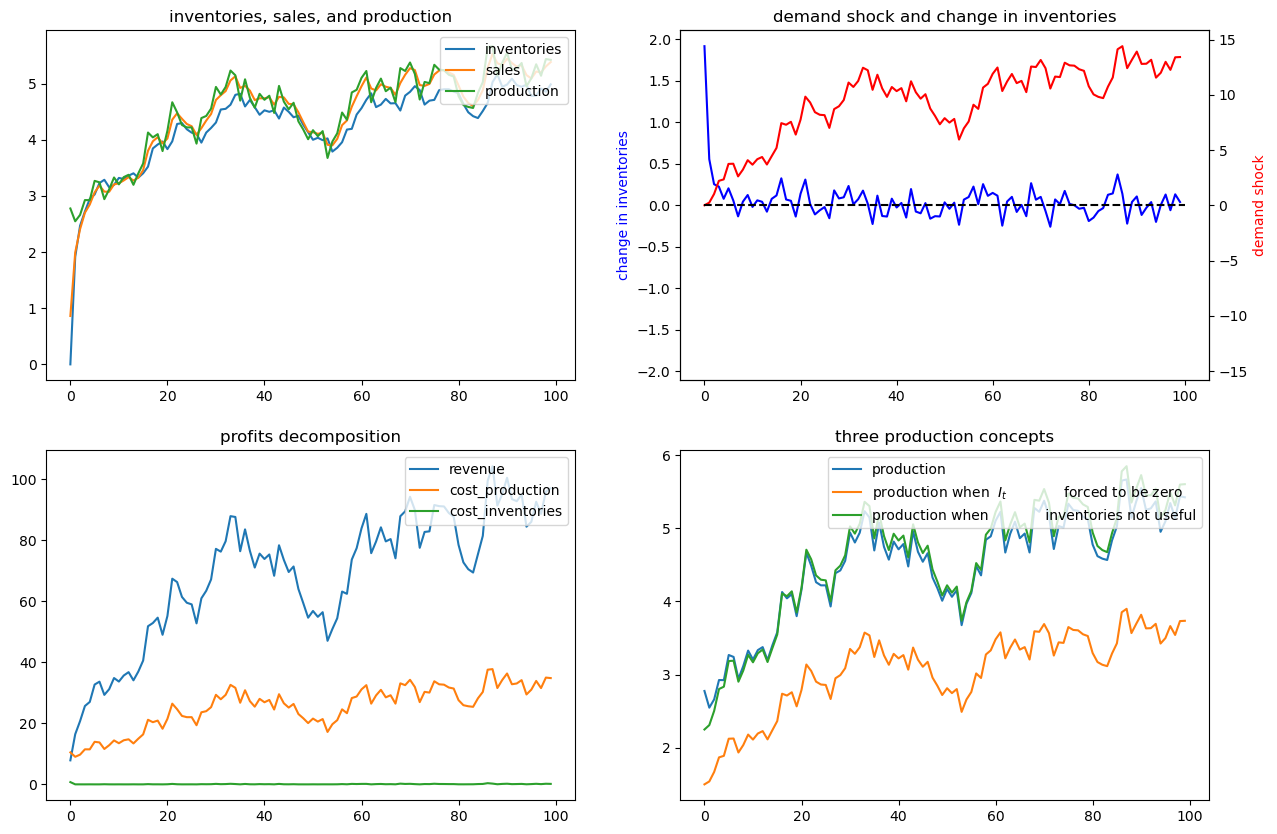 inventories, sales, and production
inventories
sales
production
5
4
3
2
1
0
0 20 40 60 80 100
demand shock and change in inventories
change in inventories
2.0
1.5
1.0
0.5
0.0
−0.5
−1.0
−1.5
−2.0
15
10
5
0
−5
−10
−15
demand shock
0 20 40 60 80 100
profits decomposition
revenue
cost_production
cost_inventories
100
80
60
40
20
0
0 20 40 60 80 100
three production concepts
production
production when I_t forced to be zero
production when inventories not useful
6
5
4
3
2
0 20 40 60 80 100